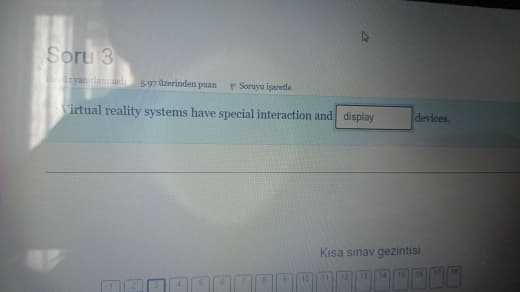 Soru 3
5.97 üzerinden puan Soruyu işaretle
Virtual reality systems have special interaction and display devices.
Kısa sınav gezintisi
1 2 3 4 5 6 7 8 9 10 11 12 13 14 15 16 17 18